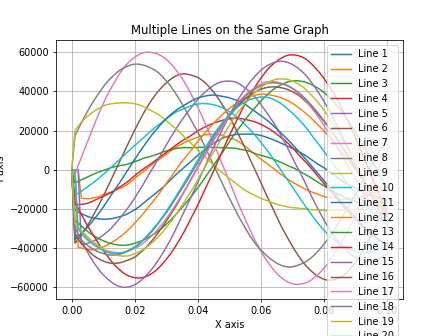 Multiple Lines on the Same Graph
60000
40000
20000
0
−20000
−40000
−60000
0.00
0.02
0.04
0.06
0.08
X axis
Line 1
Line 2
Line 3
Line 4
Line 5
Line 6
Line 7
Line 8
Line 9
Line 10
Line 11
Line 12
Line 13
Line 14
Line 15
Line 16
Line 17
Line 18
Line 19
Line 20